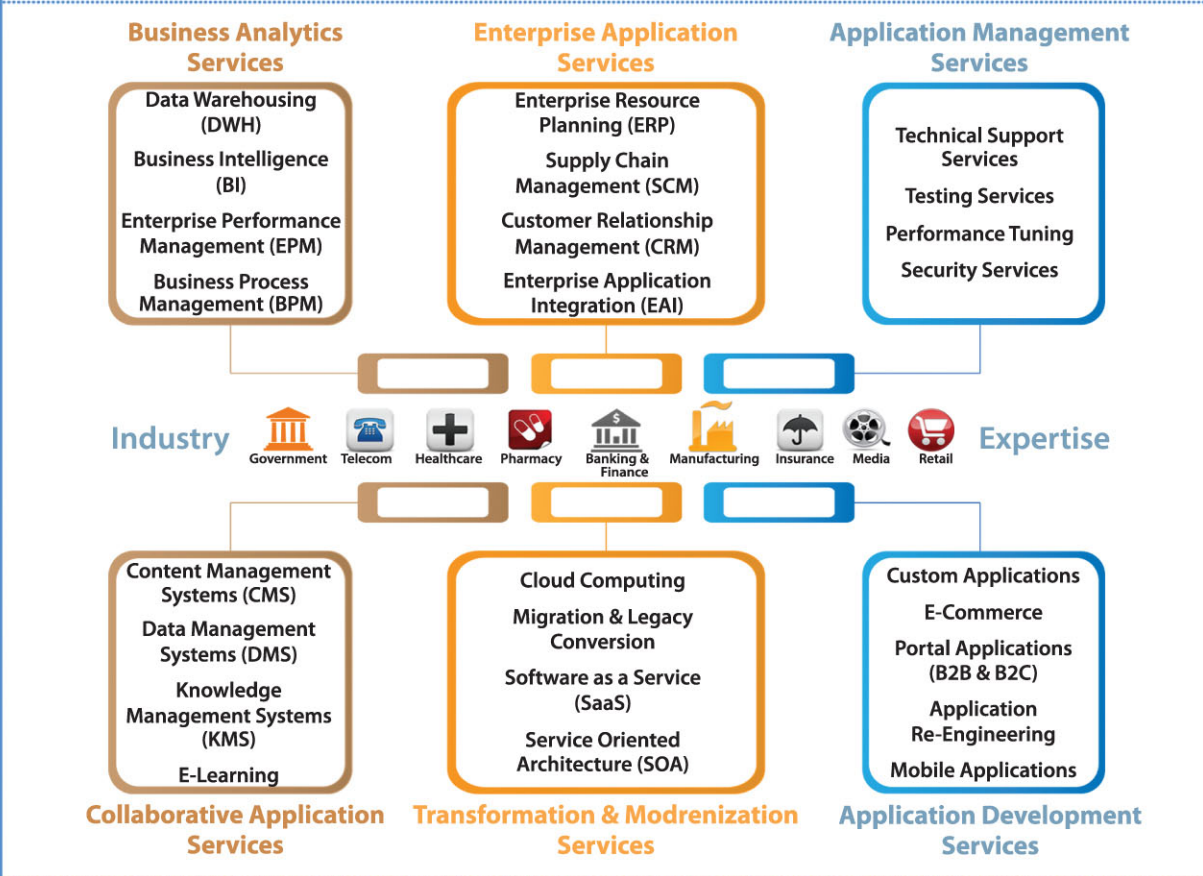 Business Analytics
Services
Data Warehousing
(DWH)
Business Intelligence
(BI)
Enterprise Performance
Management (EPM)
Business Process
Management (BPM)
Enterprise Application
Services
Enterprise Resource
Planning (ERP)
Supply Chain
Management (SCM)
Customer Relationship
Management (CRM)
Enterprise Application
Integration (EAI)
Application Management
Services
Technical Support
Services
Testing Services
Performance Tuning
Security Services
Industry
Government
Telecom
Healthcare
Pharmacy
$
Banking &
Finance
Manufacturing
Insurance
Media
Retail
Expertise
Content Management
Systems (CMS)
Data Management
Systems (DMS)
Knowledge
Management Systems
(KMS)
E-Learning
Collaborative Application
Services
Cloud Computing
Migration & Legacy
Conversion
Software as a Service
(SaaS)
Service Oriented
Architecture (SOA)
Transformation & Modrenization
Services
Custom Applications
E-Commerce
Portal Applications
(B2B & B2C)
Application
Re-Engineering
Mobile Applications
Application Development
Services